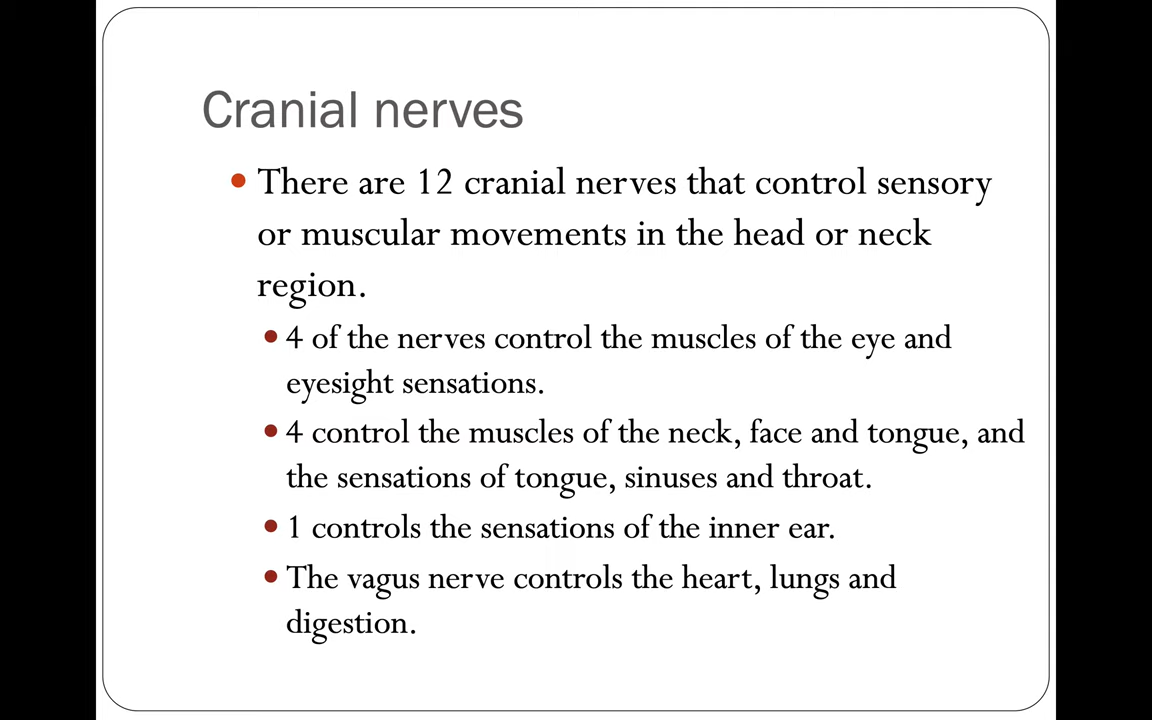 Cranial nerves
• There are 12 cranial nerves that control sensory
or muscular movements in the head or neck
region.
• 4 of the nerves control the muscles of the eye and
eyesight sensations.
• 4 control the muscles of the neck, face and tongue, and
the sensations of tongue, sinuses and throat.
• 1 controls the sensations of the inner ear.
• The vagus nerve controls the heart, lungs and
digestion.